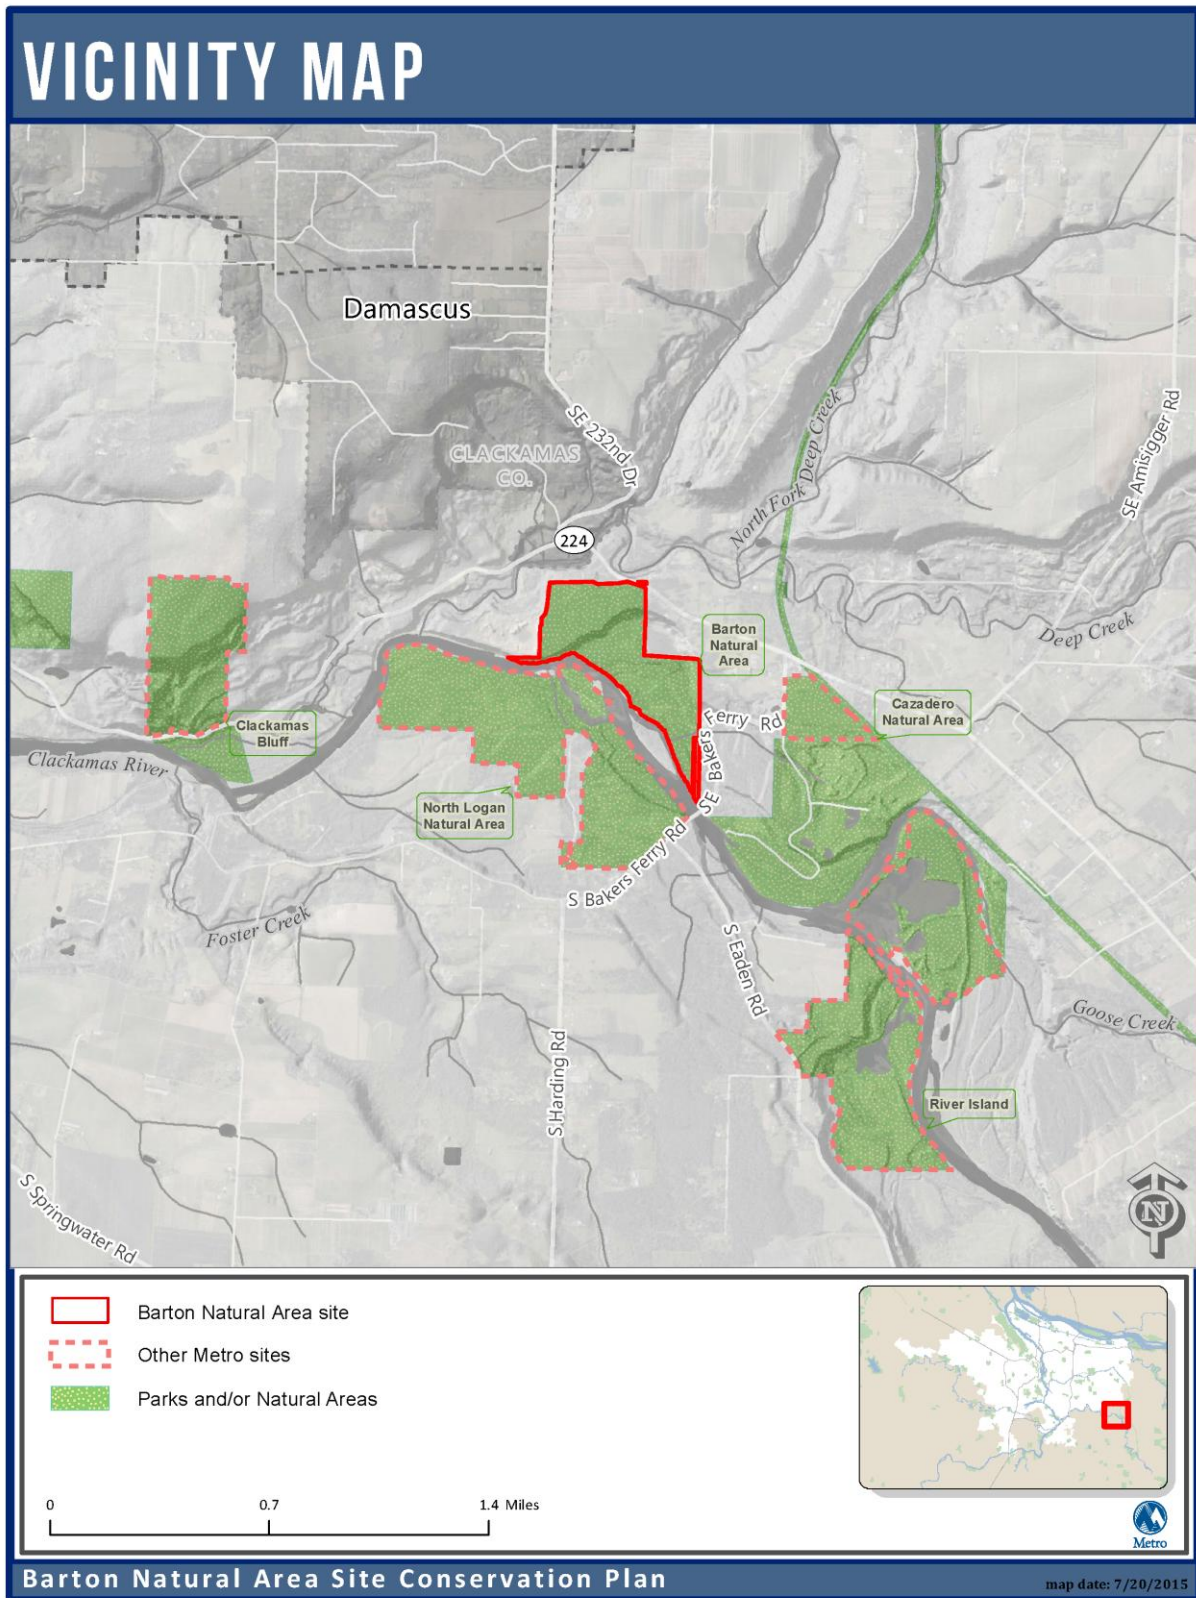 VICINITY MAP
Damascus
SE 232nd Dr
CLACKAMAS
CO.
North Fork Deep Creek
SE Amisigger Rd
224
Deep Creek
Barton
Natural
Area
Cazadero
Natural Area
Clackamas
Bluff
Clackamas River
SE Bakers Ferry Rd
North Logan
Natural Area
S Bakers Ferry Rd
Foster Creek
S Eaden Rd
Goose Creek
S Harding Rd
River Island
S Springwater Rd
N
Barton Natural Area site
Other Metro sites
Parks and/or Natural Areas
0 0.7 1.4 Miles
Metro
Barton Natural Area Site Conservation Plan
map date: 7/20/2015